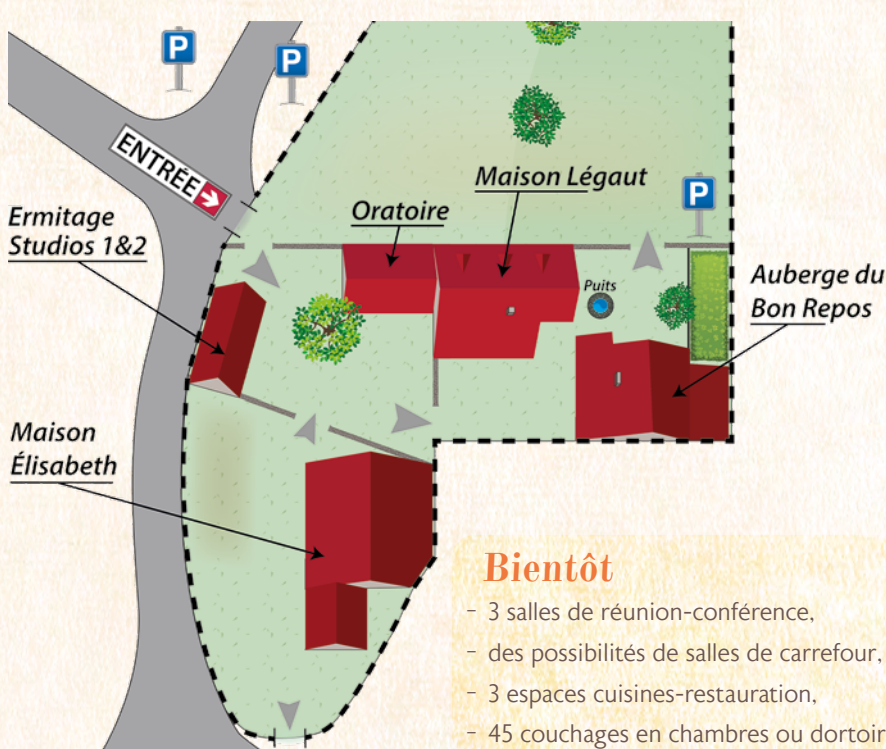 P
P
ENTRÉE
Ermitage
Studios 1&2
Oratoire
Maison Légaut
P
Puits
Auberge du
Bon Repos
Maison
Élisabeth
Bientôt
- 3 salles de réunion-conférence,
- des possibilités de salles de carrefour,
- 3 espaces cuisines-restauration,
- 45 couchages en chambres ou dortoir